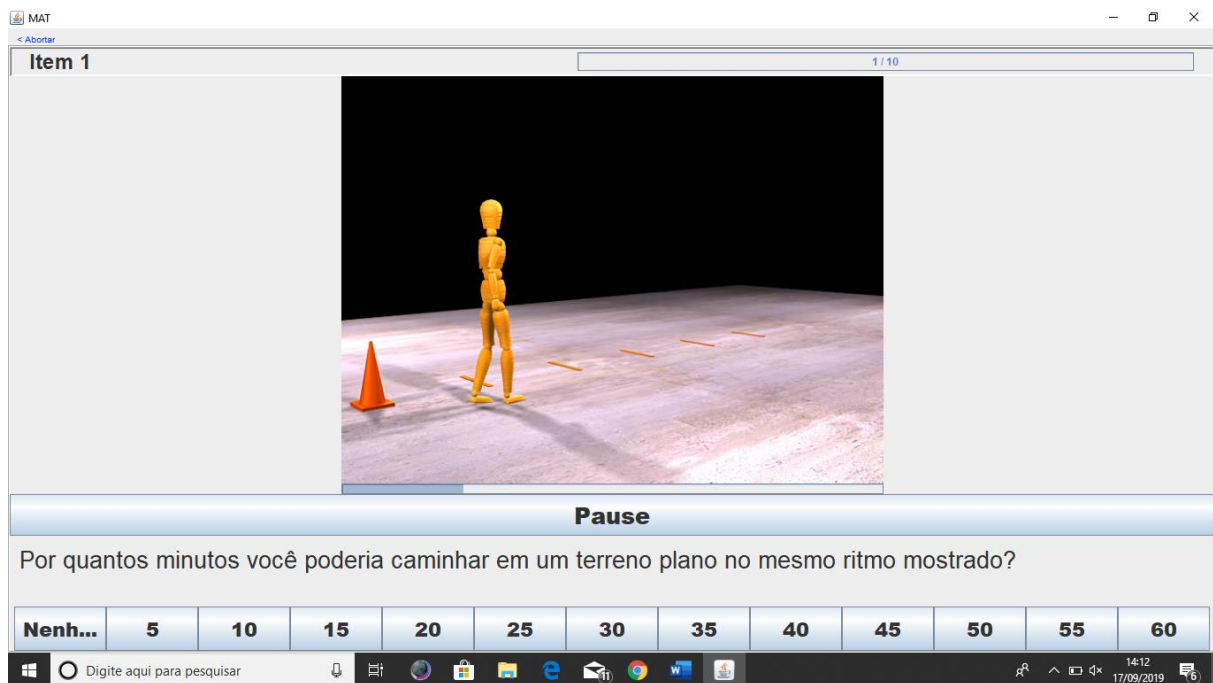 MAT
< Abortar
Item 1
1 / 10
Pause
Por quantos minutos você poderia caminhar em um terreno plano no mesmo ritmo mostrado?
Nenh... 5 10 15 20 25 30 35 40 45 50 55 60
Digite aqui para pesquisar
11
14:12
17/09/2019
6